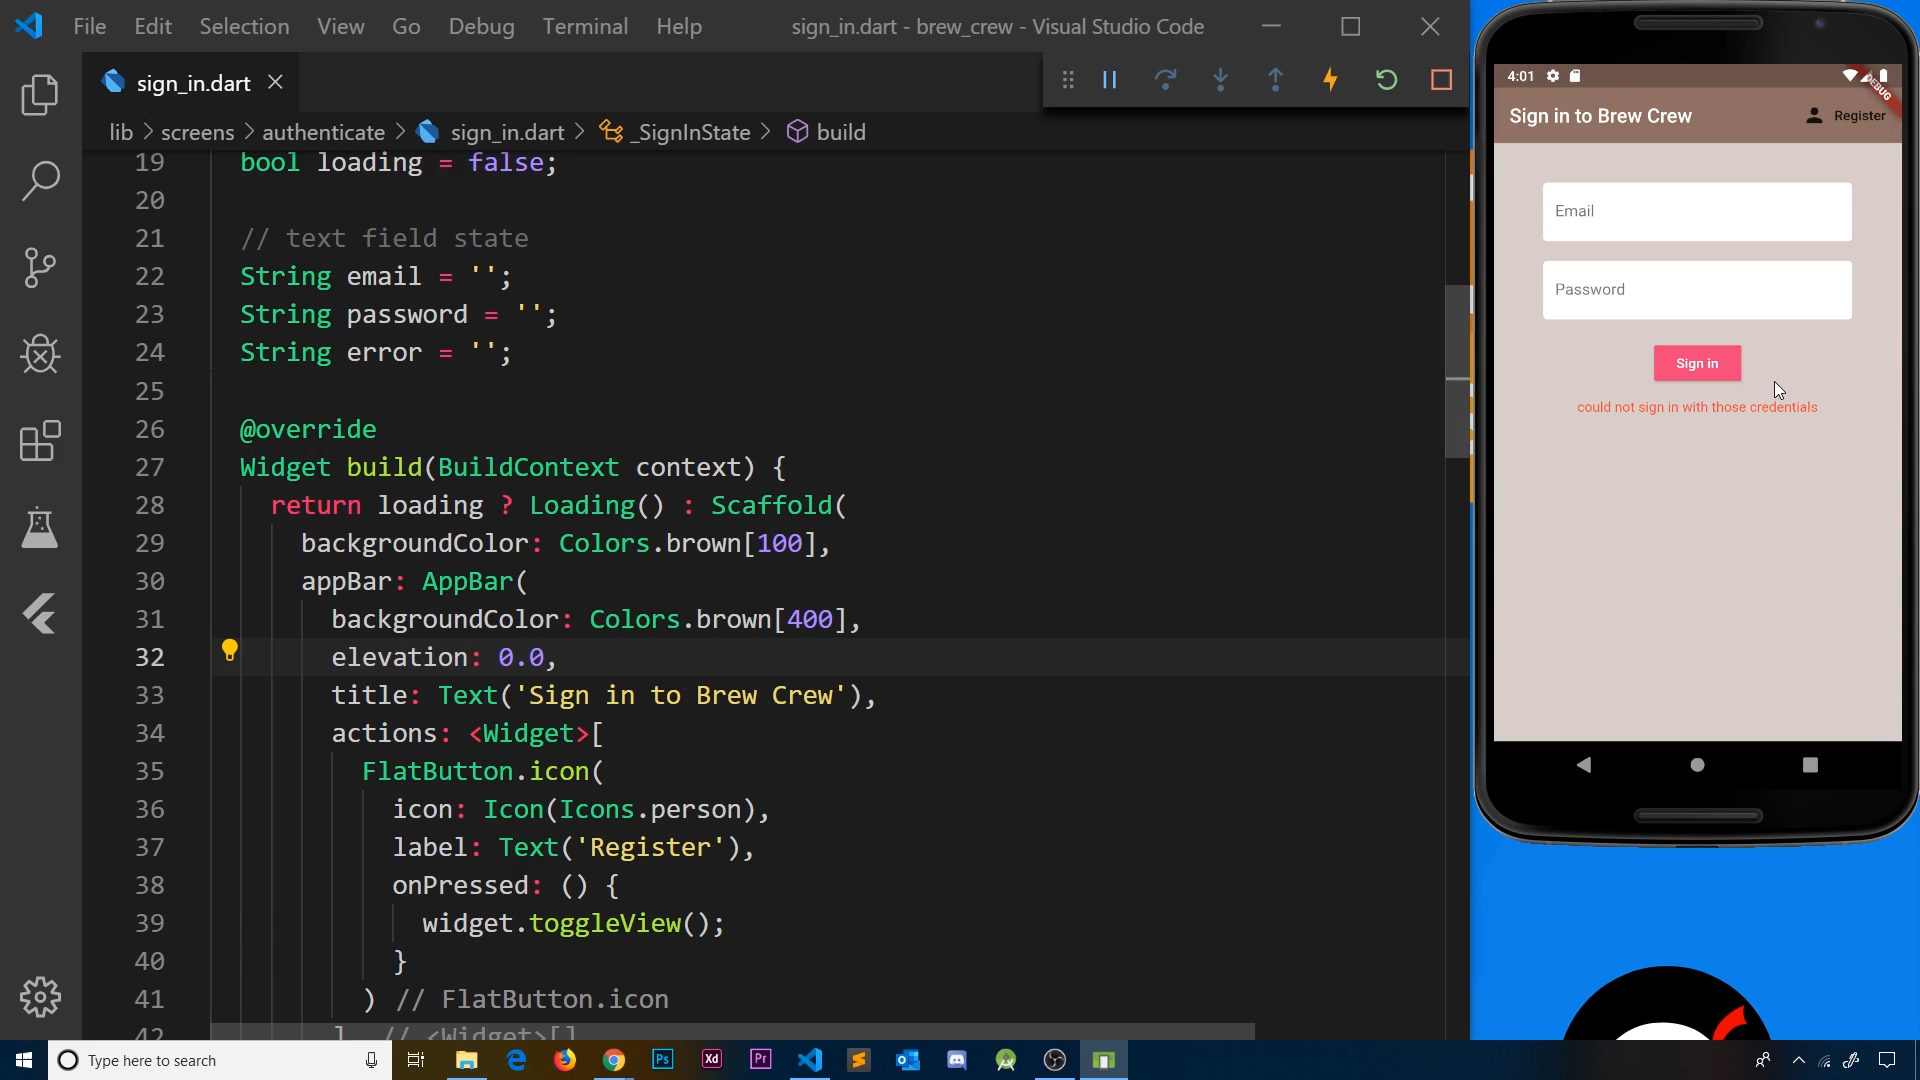 File Edit Selection View Go Debug Terminal Help sign_in.dart - brew_crew - Visual Studio Code
sign_in.dart
lib > screens > authenticate > sign_in.dart > _SignInState > build
19 bool loading = false;
20
21 // text field state
22 String email = '';
23 String password = '';
24 String error = '';
25
26 @override
27 Widget build(BuildContext context) {
28 return loading ? Loading() : Scaffold(
29 backgroundColor: Colors.brown[100],
30 appBar: AppBar(
31 backgroundColor: Colors.brown[400],
32 elevation: 0.0,
33 title: Text('Sign in to Brew Crew'),
34 actions: <Widget>[
35 FlatButton.icon(
36 icon: Icon(Icons.person),
37 label: Text('Register'),
38 onPressed: () {
39 widget.toggleView();
40 }
41 ) // FlatButton.icon
42 ] // <Widget>[]
4:01
DEBUG
Sign in to Brew Crew Register
Email
Password
Sign in
could not sign in with those credentials
Type here to search
Ps Xd Pr